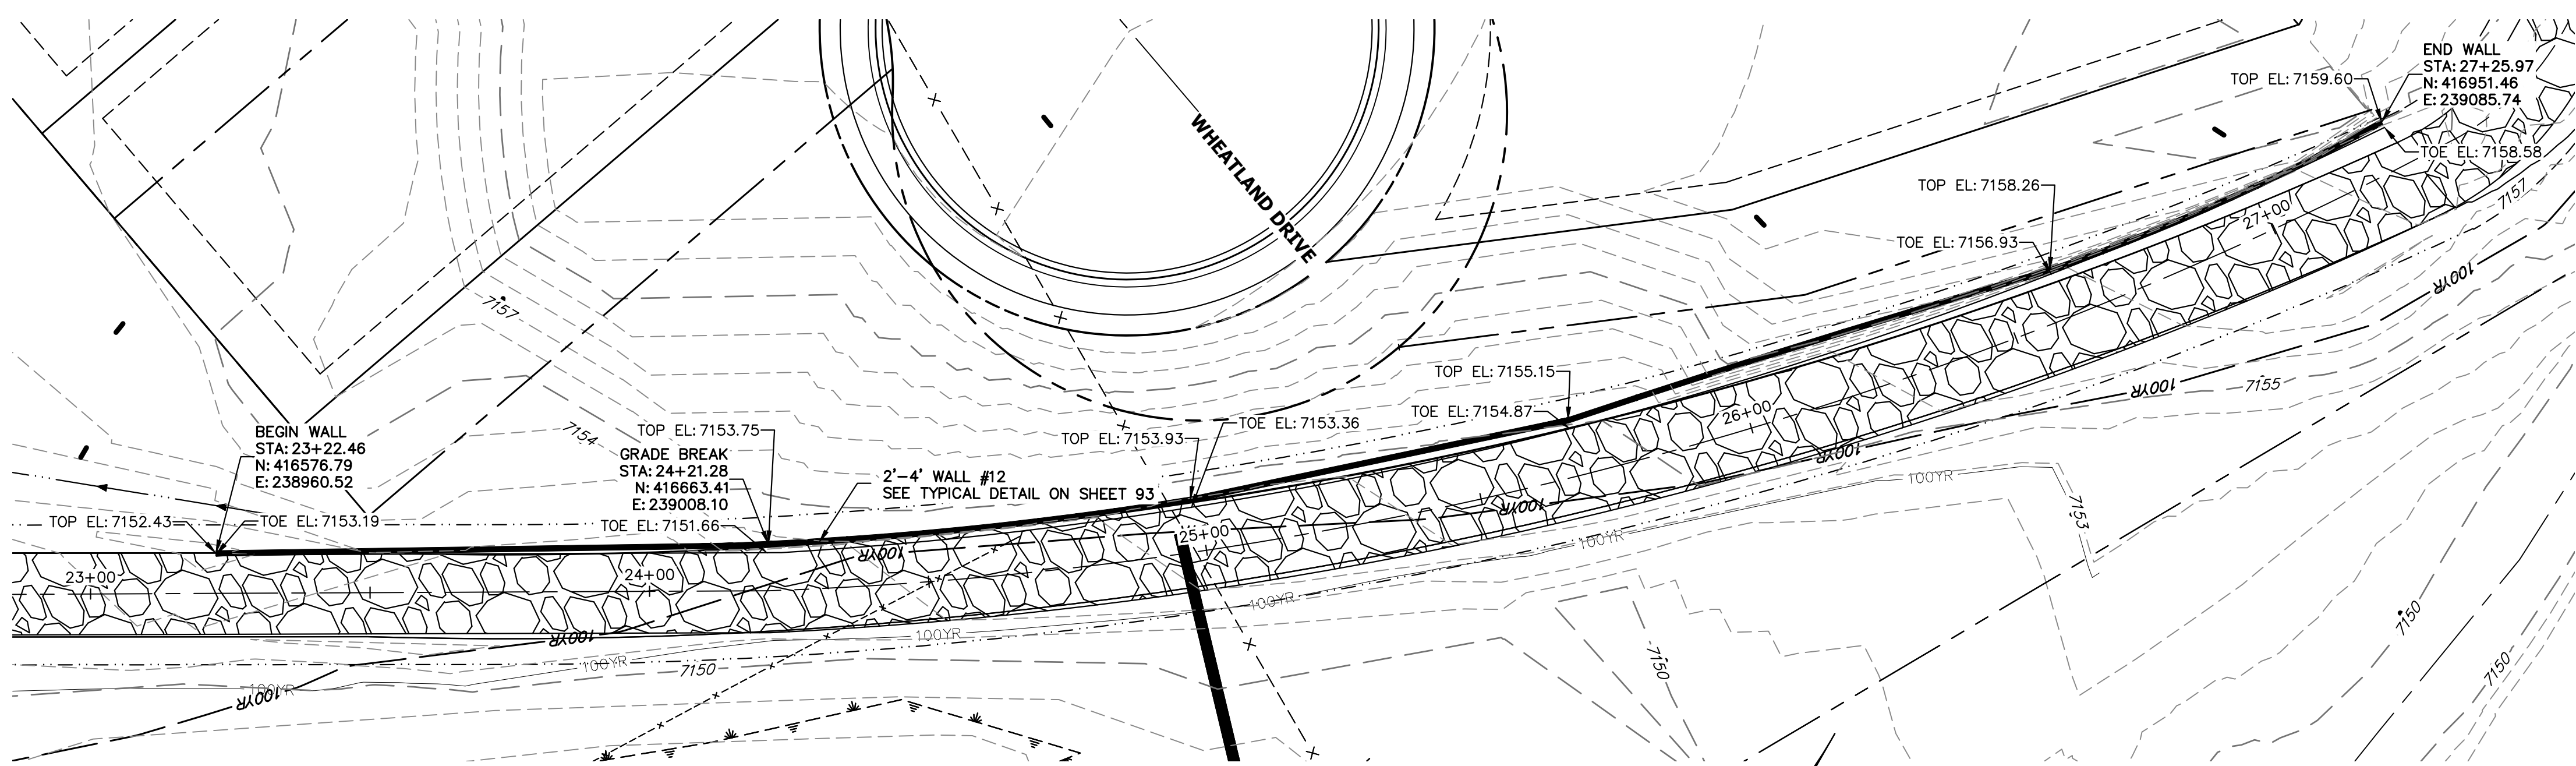 END WALL
STA: 27+25.97
N: 416951.46
E: 239085.74
TOP EL: 7159.60
TOE EL: 7158.58
WHEATLAND DRIVE
TOP EL: 7158.26
7157
27+00
TOE EL: 7156.93
100YR
7157
TOP EL: 7155.15
7155
100YR
TOE EL: 7154.87
26+00
BEGIN WALL
STA: 23+22.46
N: 416576.79
E: 238960.52
7154
TOP EL: 7153.75
GRADE BREAK
STA: 24+21.28
N: 416663.41
E: 239008.10
TOE EL: 7151.66
TOP EL: 7153.93
TOE EL: 7153.36
2'-4' WALL #12
SEE TYPICAL DETAIL ON SHEET 93
100YR
100YR
100YR
7153
TOP EL: 7152.43
TOE EL: 7153.19
25+00
100YR
100YR
23+00
24+00
100YR
7150
100YR
100YR
100YR
7150
7150
7150
100YR
100YR